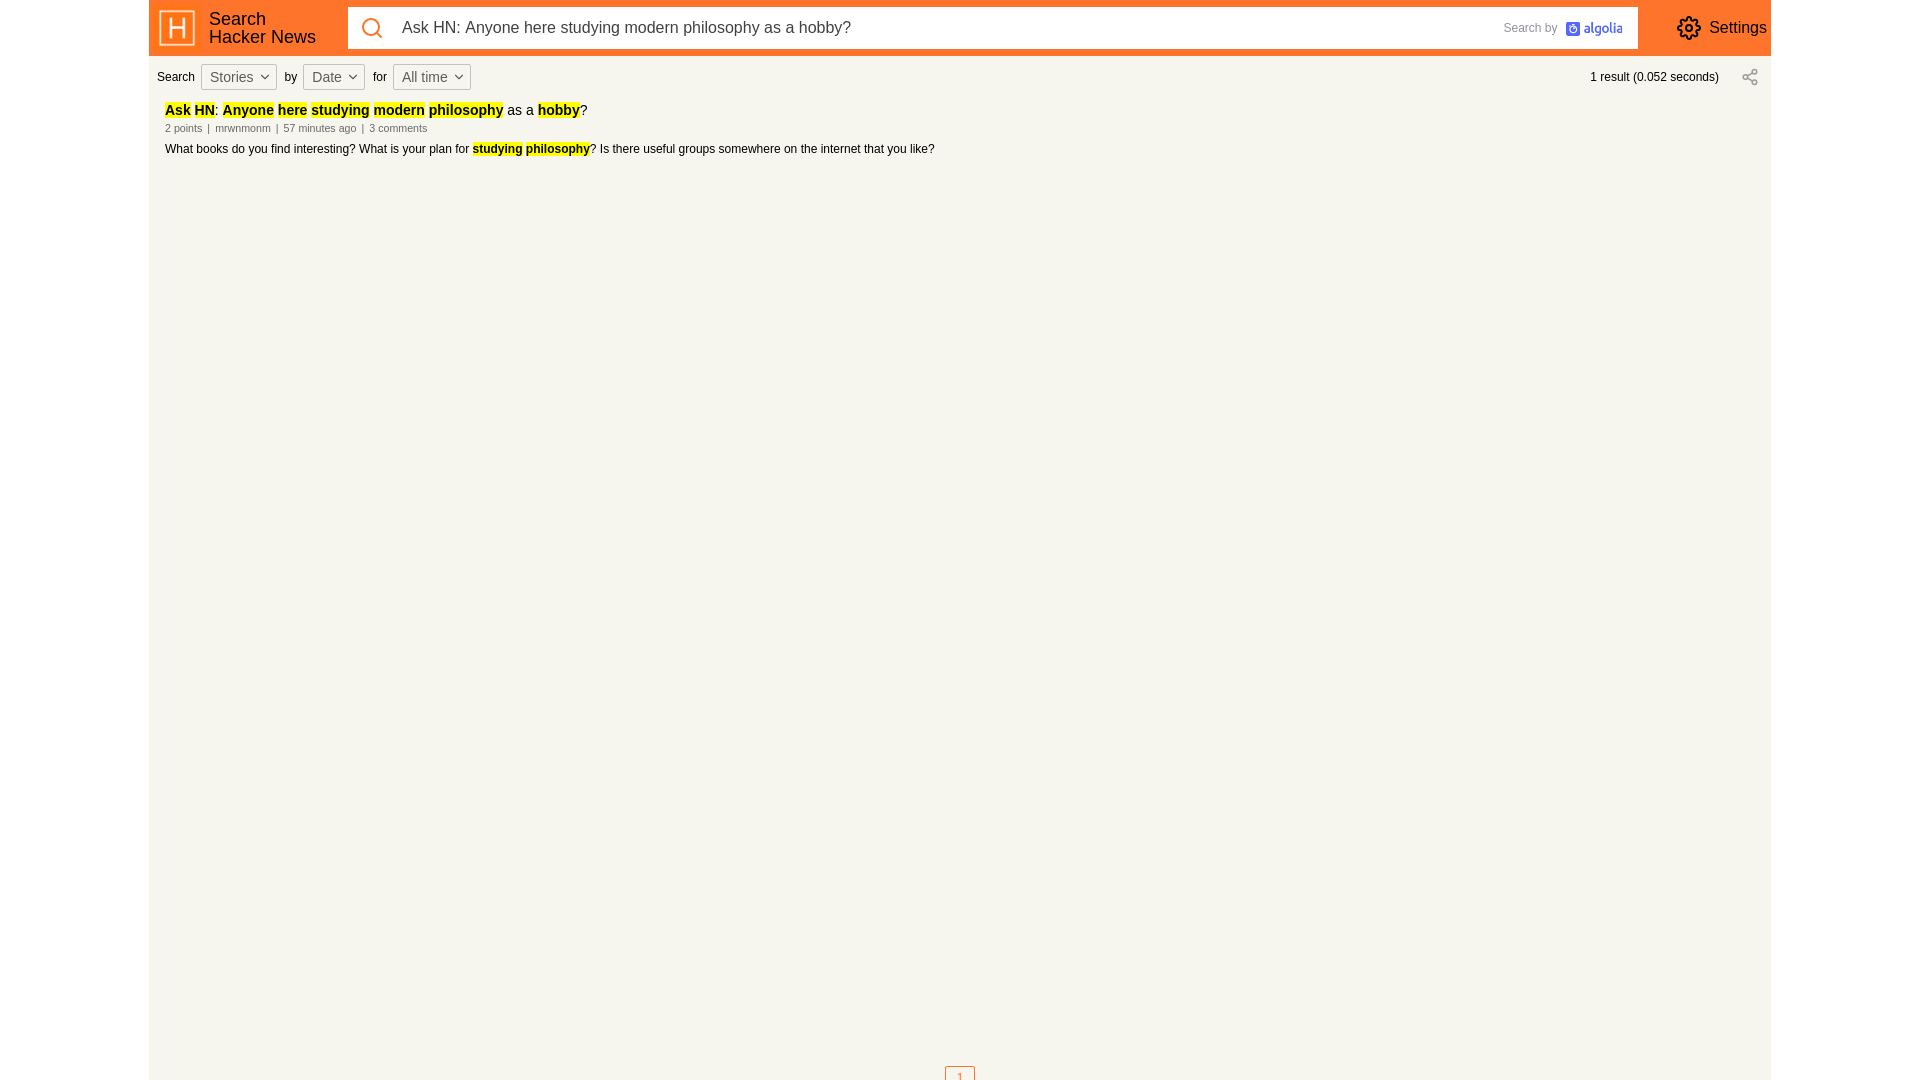 Search
Hacker News
Ask HN: Anyone here studying modern philosophy as a hobby?
Search by algolia
Settings
Search Stories by Date for All time
1 result (0.052 seconds)
Ask HN: Anyone here studying modern philosophy as a hobby?
2 points | mrwnmonm | 57 minutes ago | 3 comments
What books do you find interesting? What is your plan for studying philosophy? Is there useful groups somewhere on the internet that you like?
1